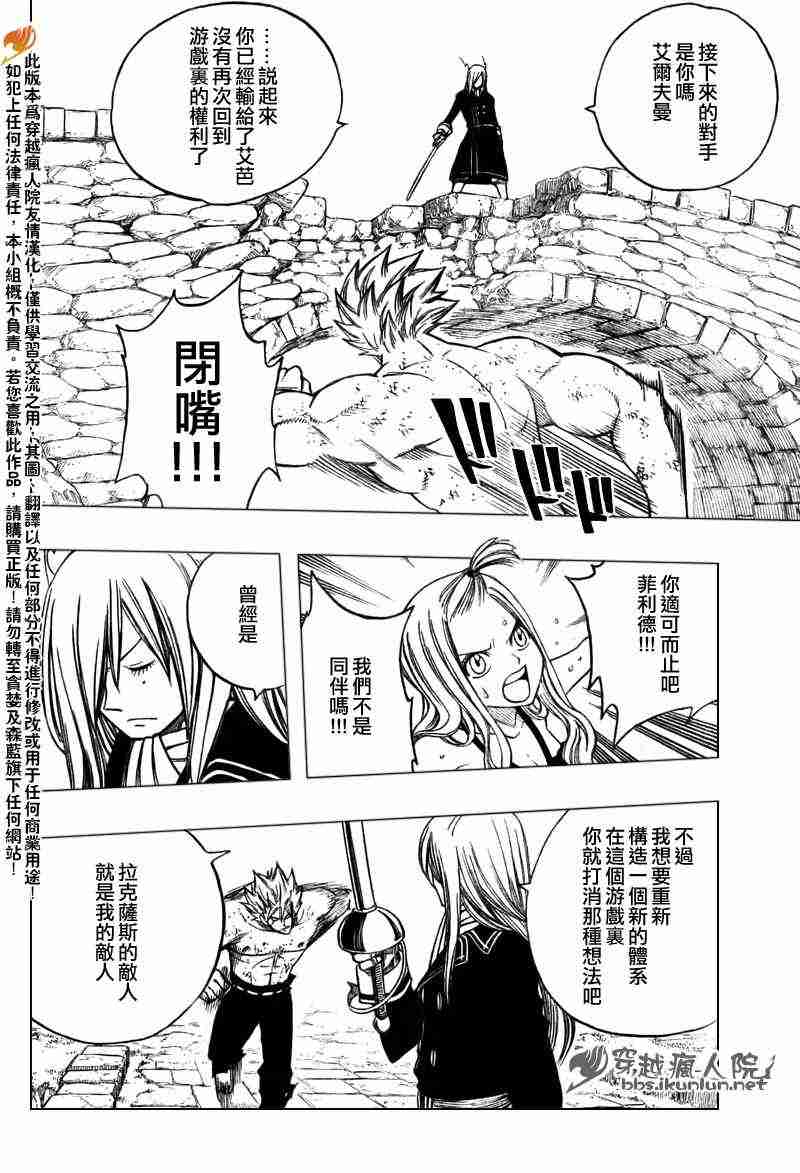 接下來的對手
是你嗎
艾爾夫曼
……説起來
你已經輸給了艾芭
沒有再次回到
游戲裏的權利了
閉嘴!!!
ドドド
你適可而止吧
菲利德!!!
我們不是
同伴嗎!!!
曾經是
不過
我想要重新
構造一個新的體系
在這個游戲裏
你就打消那種想法吧
拉克薩斯的敵人
就是我的敵人
此版本爲穿越瘋人院友情漢化！僅供學習交流之用！其圖、翻譯以及任何部分不得進行修改或用于任何商業用途！
如犯上任何法律責任，本小組概不負責。若您喜歡此作品，請購買正版！請勿轉至貪婪及森藍旗下任何網站！
穿越瘋人院
bbs.ikunlun.net